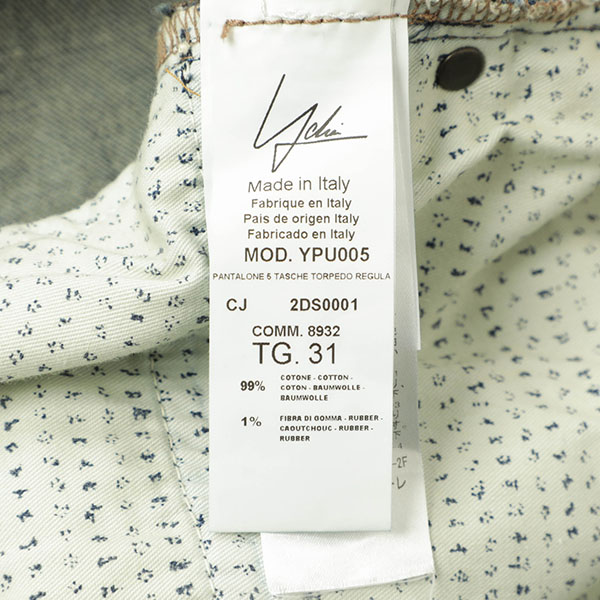 Made in Italy
Fabrique en Italy
Pais de origen Italy
Fabricado en Italy
MOD. YPU005
PANTALONE 5 TASCHE TORPEDO REGULA
CJ 2DS0001
COMM. 8932
TG. 31
99% COTONE - COTTON -
COTON - BAUMWOLLE -
BAUMWOLLE
1% FIBRA DI GOMMA - RUBBER -
CAOUTCHOUC - RUBBER -
RUBBER
-2F